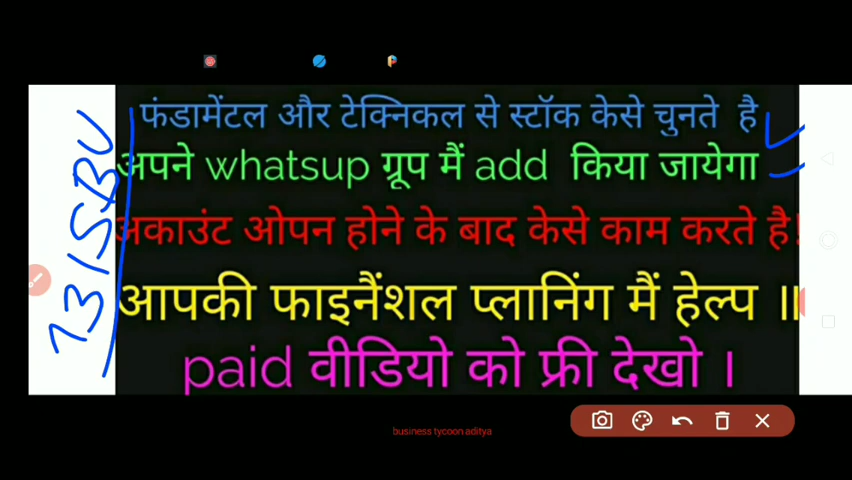 फंडामेंटल और टेक्निकल से स्टॉक केसे चुनते है
अपने whatsup ग्रूप मैं add किया जायेगा
अकाउंट ओपन होने के बाद केसे काम करते है!
आपकी फाइनैंशल प्लानिंग मैं हेल्प ॥
paid वीडियो को फ्री देखो ।
business tycoon aditya